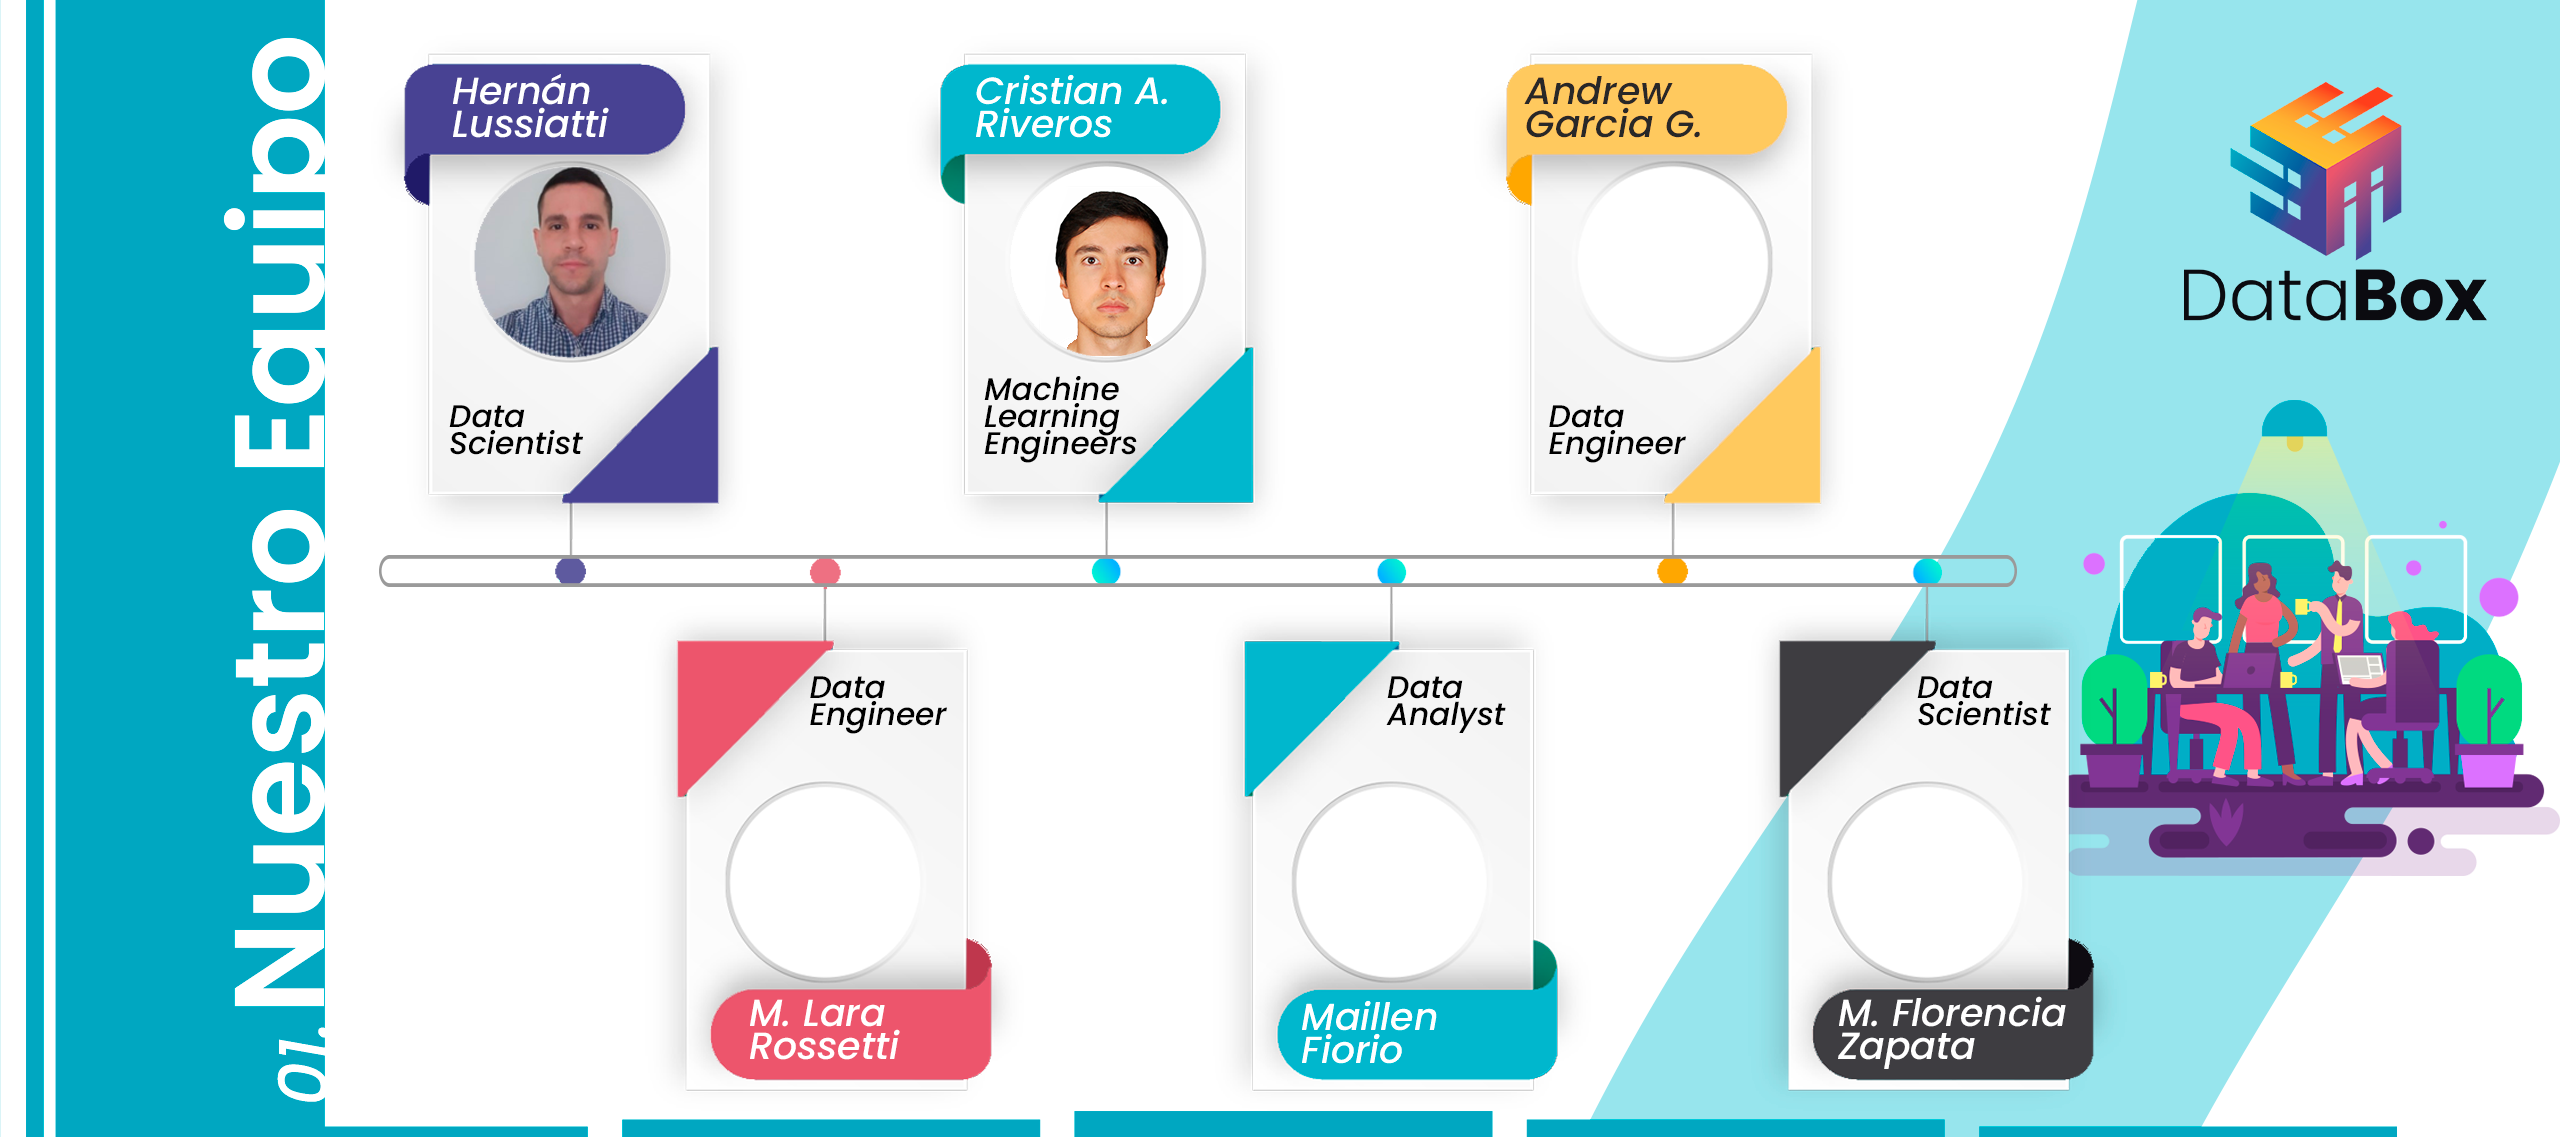 01. Nuestro Equipo
Hernán
Lussiatti
Data
Scientist
Cristian A.
Riveros
Machine
Learning
Engineers
Andrew
Garcia G.
Data
Engineer
Data
Engineer
M. Lara
Rossetti
Data
Analyst
Maillen
Fiorio
Data
Scientist
M. Florencia
Zapata
DataBox